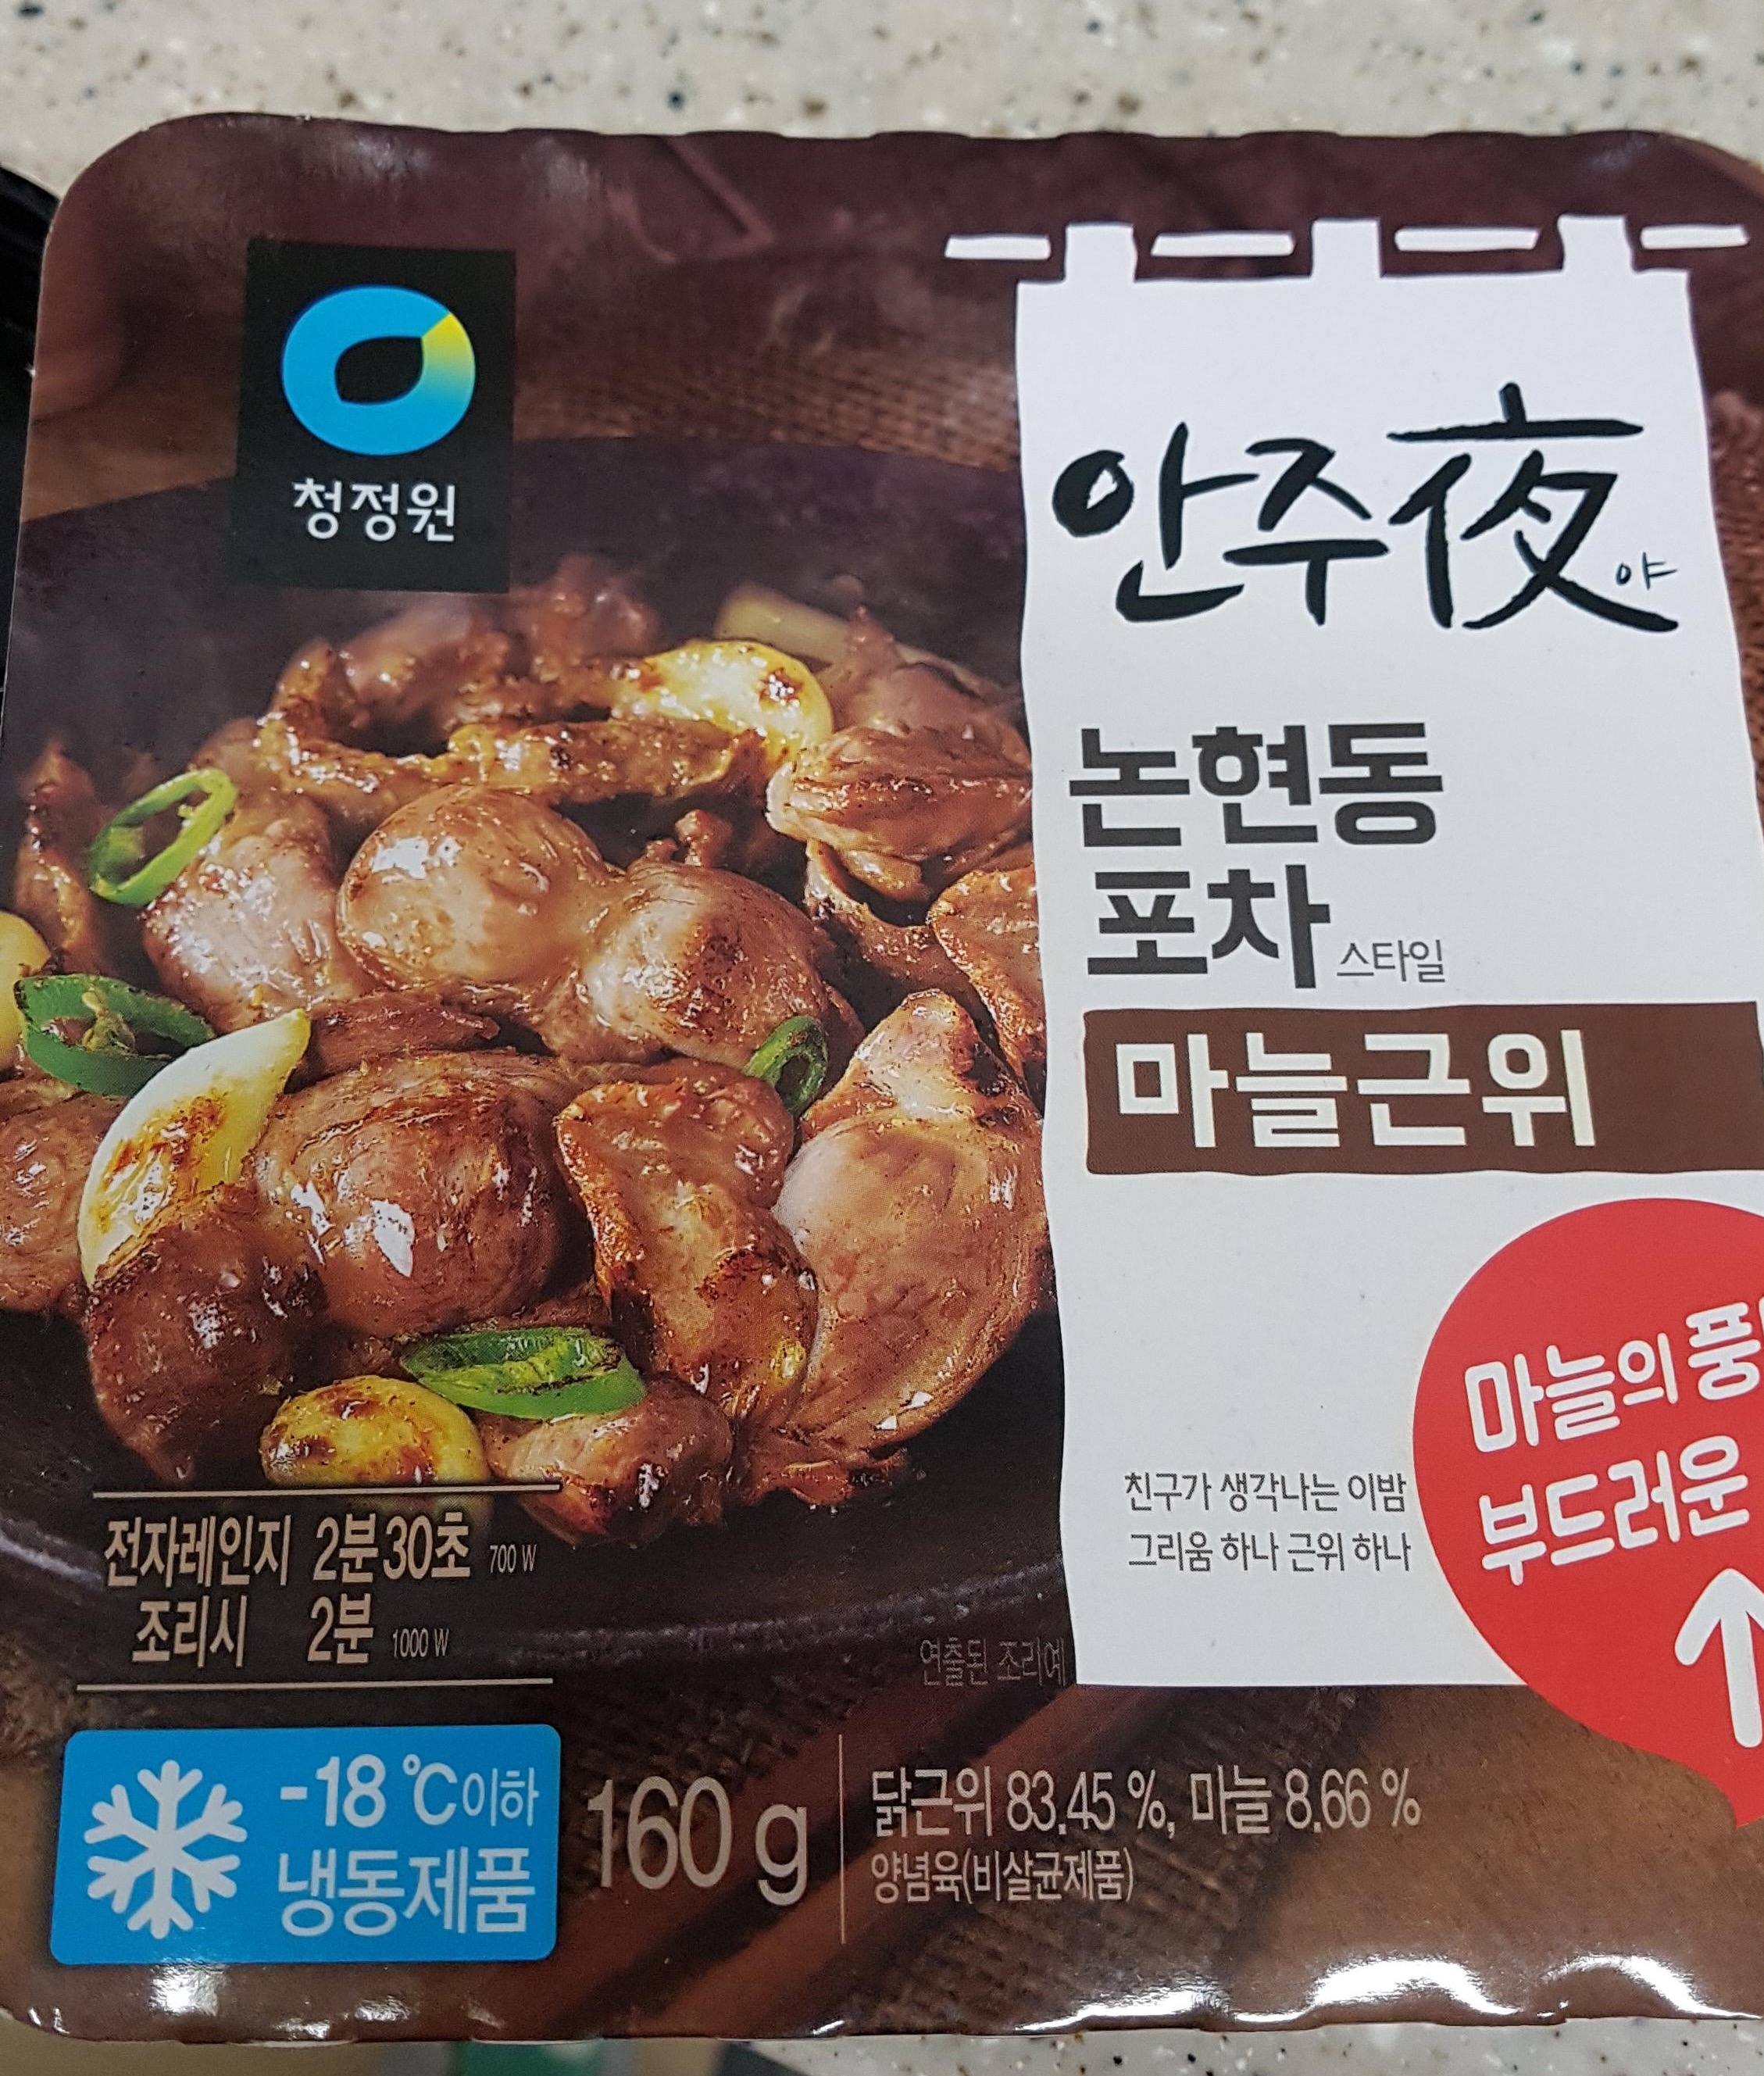 청정원
안주夜야
논현동
포차 스타일
마늘근위
마늘의
부드러운
친구가 생각나는 이밤
그리움 하나 근위 하나
전자레인지 2분30초 700 W
조리시 2분 1000 W
연출된 조리예
-18 ℃이하
냉동제품
160 g
닭근위 83.45 %, 마늘 8.66 %
양념육(비살균제품)